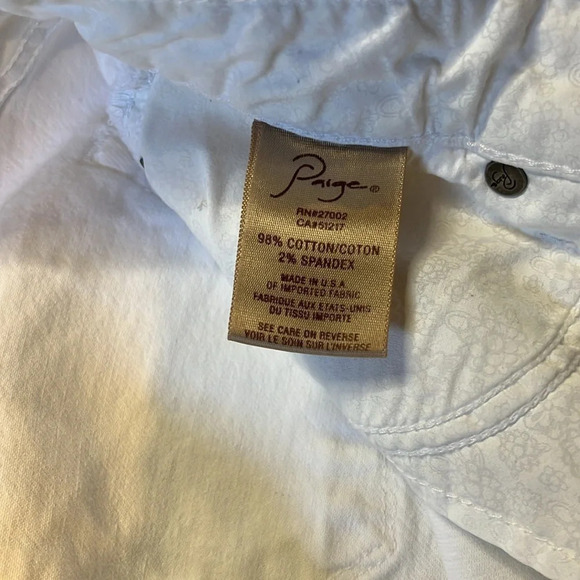 Paige®
RN#27002
CA#51217
98% COTTON/COTON
2% SPANDEX
MADE IN U.S.A
OF IMPORTED FABRIC
FABRIQUE AUX ETATS-UNIS
DU TISSU IMPORTE
SEE CARE ON REVERSE
VOIR LE SOIN SUR L'INVERSE